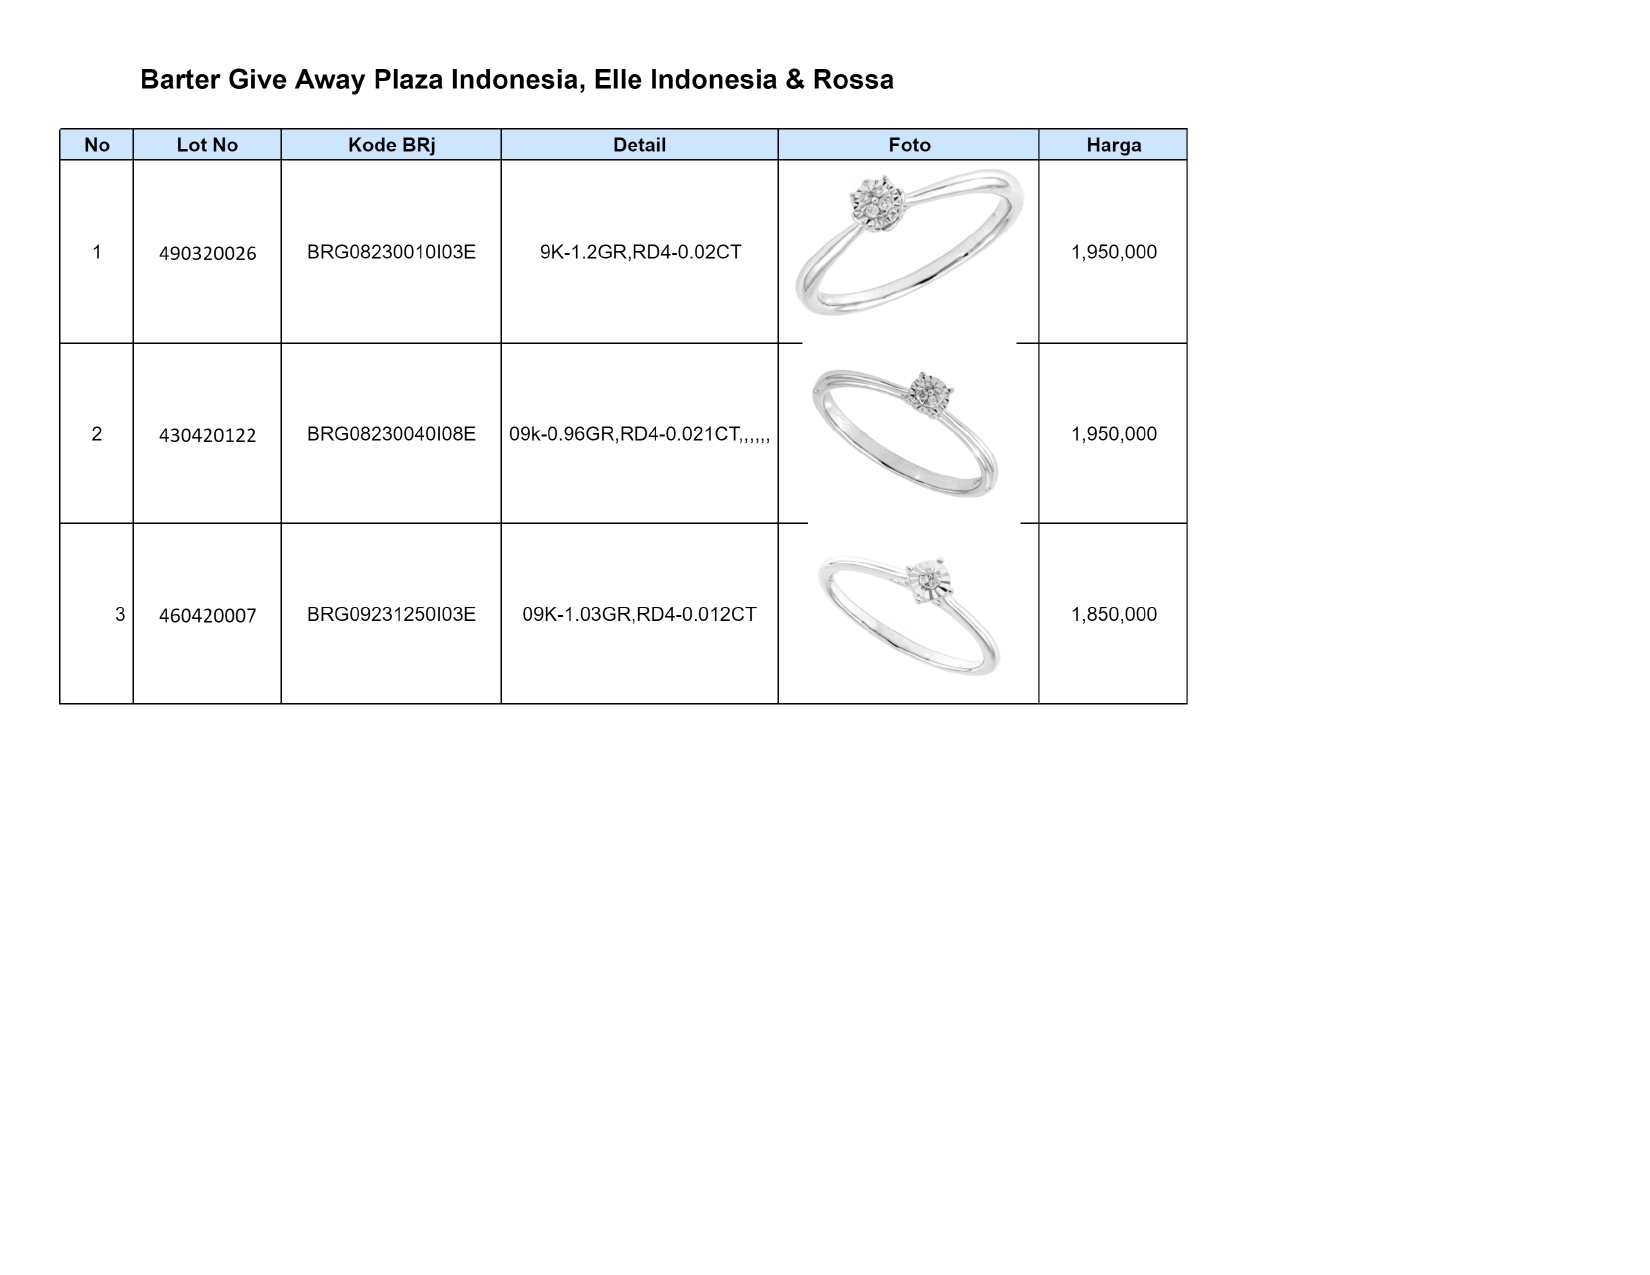 Barter Give Away Plaza Indonesia, Elle Indonesia & Rossa
No Lot No Kode BRj Detail Foto Harga
1 490320026 BRG08230010I03E 9K-1.2GR,RD4-0.02CT 1,950,000
2 430420122 BRG08230040I08E 09k-0.96GR,RD4-0.021CT,,,,,, 1,950,000
3 460420007 BRG09231250I03E 09K-1.03GR,RD4-0.012CT 1,850,000